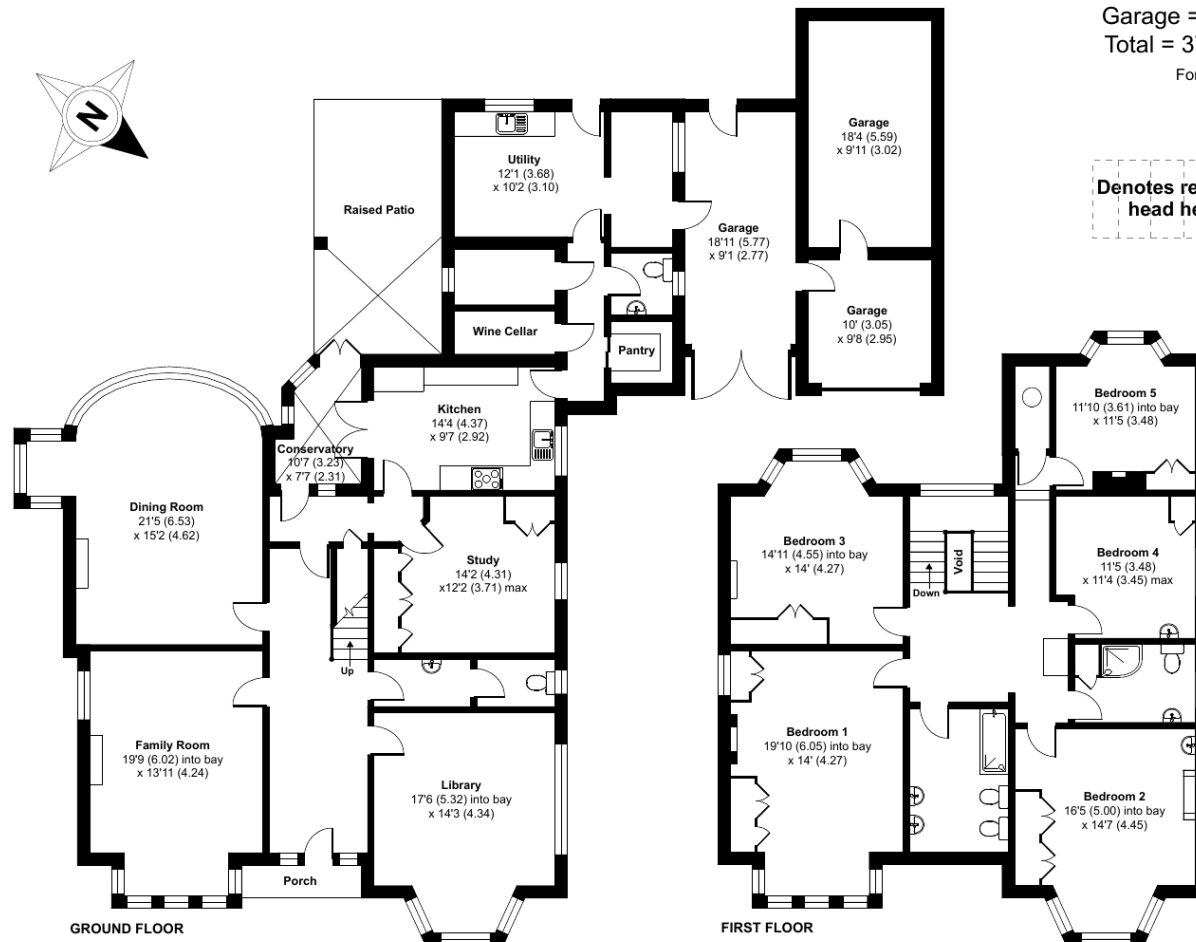 Garage =
Total = 3
For
N
Denotes re
head he
Raised Patio
Utility
12'1 (3.68)
x 10'2 (3.10)
Garage
18'11 (5.77)
x 9'1 (2.77)
Garage
18'4 (5.59)
x 9'11 (3.02)
Garage
10' (3.05)
x 9'8 (2.95)
Wine Cellar
Pantry
Kitchen
14'4 (4.37)
x 9'7 (2.92)
Conservatory
10'7 (3.23)
x 7'7 (2.31)
Dining Room
21'5 (6.53)
x 15'2 (4.62)
Study
14'2 (4.31)
x12'2 (3.71) max
Up
Family Room
19'9 (6.02) into bay
x 13'11 (4.24)
Library
17'6 (5.32) into bay
x 14'3 (4.34)
Porch
GROUND FLOOR
Bedroom 5
11'10 (3.61) into bay
x 11'5 (3.48)
Bedroom 3
14'11 (4.55) into bay
x 14' (4.27)
Down
Void
Bedroom 4
11'5 (3.48)
x 11'4 (3.45) max
Bedroom 1
19'10 (6.05) into bay
x 14' (4.27)
Bedroom 2
16'5 (5.00) into bay
x 14'7 (4.45)
FIRST FLOOR